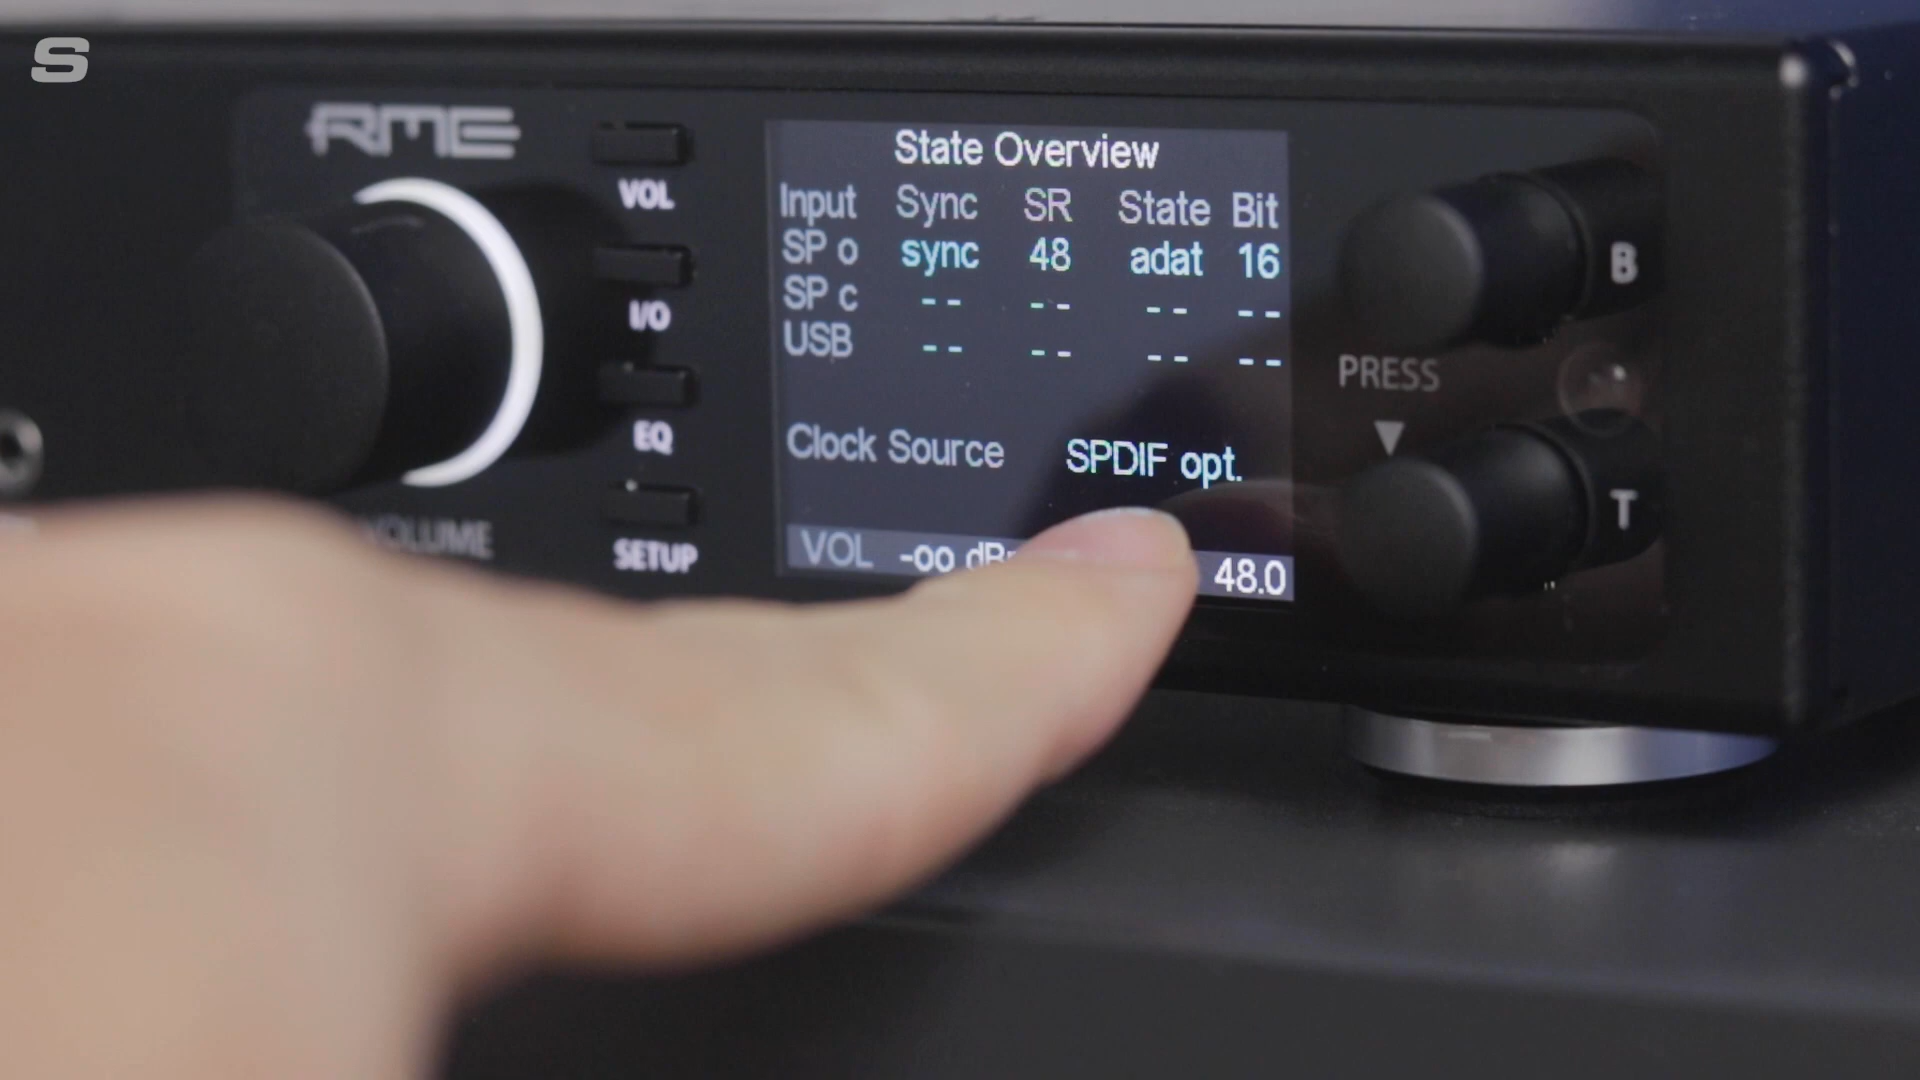 S
RME
VOL
I/O
EQ
SETUP
VOLUME
State Overview
Input Sync SR State Bit
SP o sync 48 adat 16
SP c -- -- -- --
USB -- -- -- --
Clock Source SPDIF opt.
VOL -oo 48.0
B
PRESS
T